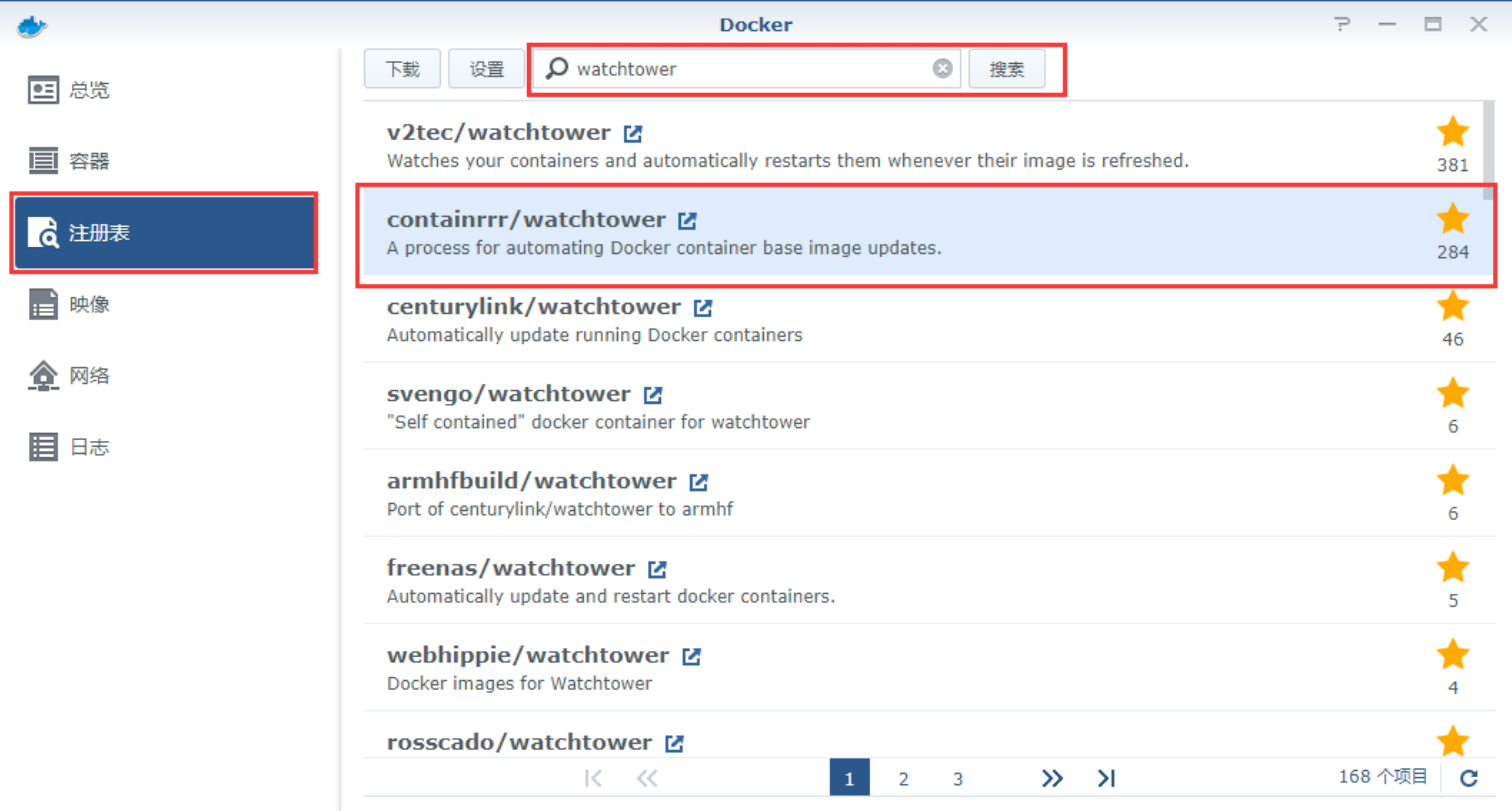 Docker
总览
容器
注册表
映像
网络
日志
下载 设置 watchtower 搜索
v2tec/watchtower
Watches your containers and automatically restarts them whenever their image is refreshed.
381
containrrr/watchtower
A process for automating Docker container base image updates.
284
centurylink/watchtower
Automatically update running Docker containers
46
svengo/watchtower
"Self contained" docker container for watchtower
6
armhfbuild/watchtower
Port of centurylink/watchtower to armhf
6
freenas/watchtower
Automatically update and restart docker containers.
5
webhippie/watchtower
Docker images for Watchtower
4
rosscado/watchtower
1 2 3 168 个项目